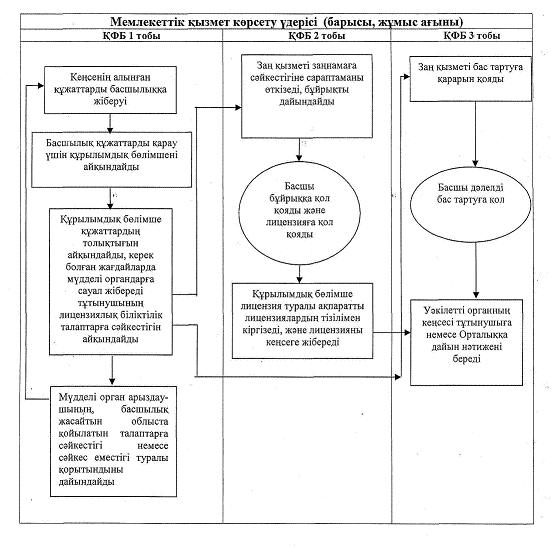 Мемлекеттік қызмет көрсету үдерісі (барысы, жұмыс ағыны)
ҚФБ 1 тобы
ҚФБ 2 тобы
ҚФБ 3 тобы
Кеңсенің алынған
құжаттарды басшылыққа
жіберуі
Басшылық құжаттарды қарау
үшін құрылымдық бөлімшені
айқындайды
Құрылымдық бөлімше
құжаттардың
толықтығын
айқындайды, керек
болған жағдайларда
мүдделі органдарға
сауал жібереді
тұтынушының
лицензиялық біліктілік
талаптарға сәйкестігін
айқындайды
Мүдделі орган арыздау-
шының, басшылық
жасайтын облыста
қойылатын талаптарға
сәйкестігі немесе
сәйкес еместігі туралы
қорытындыны
дайындайды
Заң қызметі заңнамаға
сәйкестігіне сараптаманы
өткізеді, бұйрықты
дайындайды
Басшы
бұйрыққа қол
қояды және
лицензияға қол
қояды
Құрылымдық бөлімше
лицензия туралы ақпаратты
лицензиялардың тізілімен
кіргізеді, және лицензияны
кеңсеге жібереді
Заң қызметі бас тартуға
қарарын қояды
Басшы дәлелді
бас тартуға қол
Уәкілетті органның
кеңсесі тұтынушыға
немесе Орталыққа
дайын нәтижені
береді